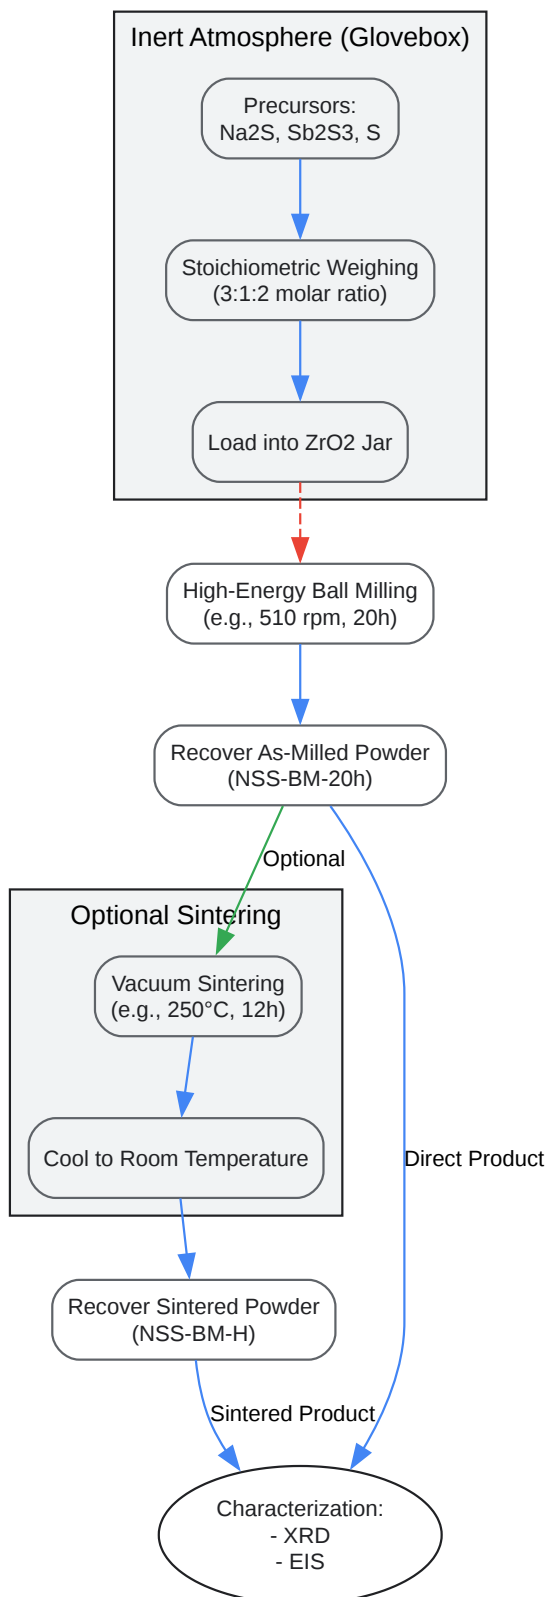 Inert Atmosphere (Glovebox)
Precursors:
Na2S, Sb2S3, S
Stoichiometric Weighing
(3:1:2 molar ratio)
Load into ZrO2 Jar
High-Energy Ball Milling
(e.g., 510 rpm, 20h)
Recover As-Milled Powder
(NSS-BM-20h)
Optional
Optional Sintering
Vacuum Sintering
(e.g., 250°C, 12h)
Cool to Room Temperature
Direct Product
Recover Sintered Powder
(NSS-BM-H)
Sintered Product
Characterization:
- XRD
- EIS